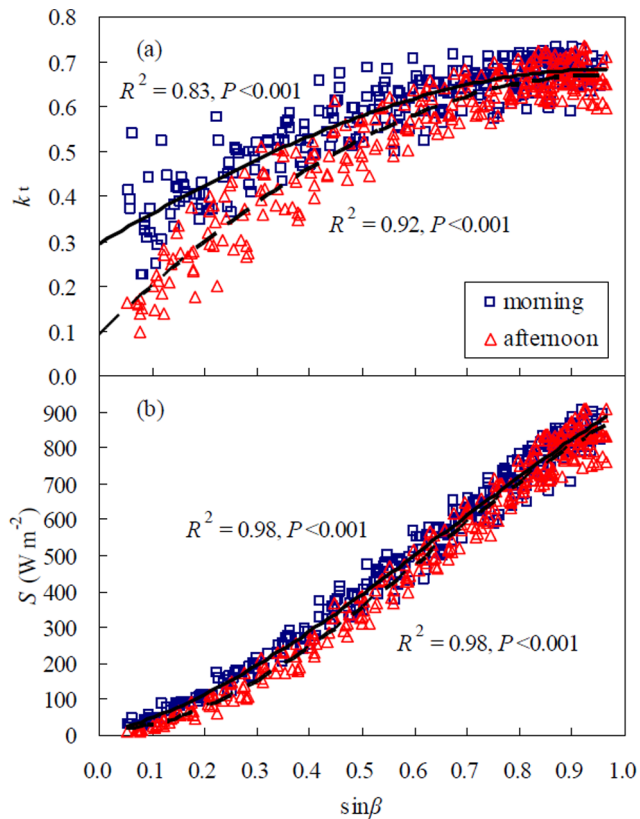 0.8
(a)
0.7
R² = 0.83, P<0.001
0.6
0.5
kt
0.4
R² = 0.92, P<0.001
0.3
morning
0.2
afternoon
0.1
0.0
(b)
900
800
700
600
R² = 0.98, P<0.001
500
S (W m⁻²)
400
300
R² = 0.98, P<0.001
200
100
0
0.0 0.1 0.2 0.3 0.4 0.5 0.6 0.7 0.8 0.9 1.0
sinβ